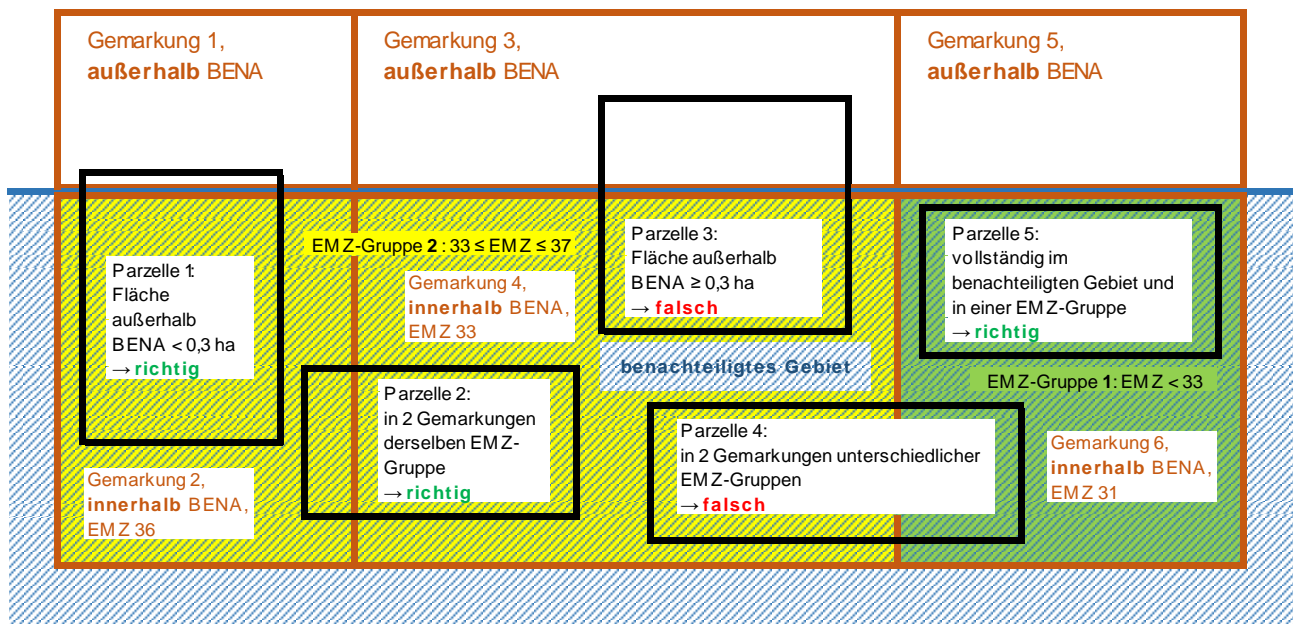 Gemarkung 1,
außerhalb BENA
Gemarkung 3,
außerhalb BENA
Gemarkung 5,
außerhalb BENA
EMZ-Gruppe 2 : 33 ≤ EMZ ≤ 37
Parzelle 1:
Fläche
außerhalb
BENA < 0,3 ha
→ richtig
Gemarkung 4,
innerhalb BENA,
EMZ 33
Parzelle 3:
Fläche außerhalb
BENA ≥ 0,3 ha
→ falsch
Parzelle 5:
vollständig im
benachteiligten Gebiet und
in einer EMZ-Gruppe
→ richtig
benachteiligtes Gebiet
EMZ-Gruppe 1: EMZ < 33
Parzelle 2:
in 2 Gemarkungen
derselben EMZ-
Gruppe
→ richtig
Parzelle 4:
in 2 Gemarkungen unterschiedlicher
EMZ-Gruppen
→ falsch
Gemarkung 6,
innerhalb BENA,
EMZ 31
Gemarkung 2,
innerhalb BENA,
EMZ 36